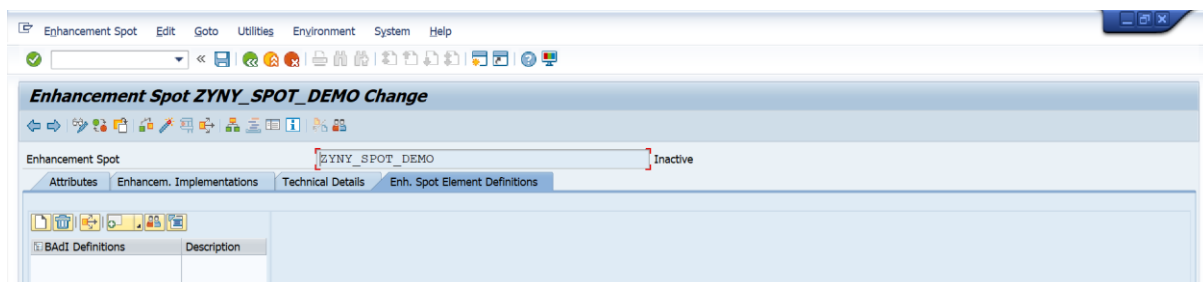 Enhancement Spot Edit Goto Utilities Environment System Help
Enhancement Spot ZYNY_SPOT_DEMO Change
Enhancement Spot ZYNY_SPOT_DEMO Inactive
Attributes Enhancem. Implementations Technical Details Enh. Spot Element Definitions
BAdI Definitions Description